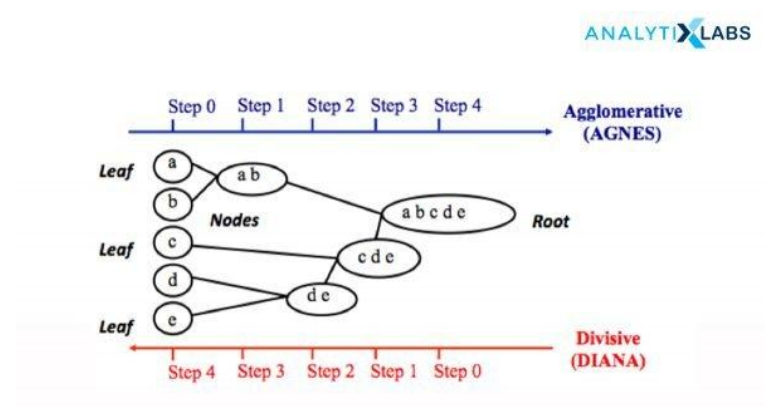 ANALYTIXLABS
Step 0 Step 1 Step 2 Step 3 Step 4
Agglomerative
(AGNES)
Leaf
a
a b
b
Nodes
a b c d e
Root
Leaf
c
c d e
d
d e
Leaf
e
Divisive
(DIANA)
Step 4 Step 3 Step 2 Step 1 Step 0